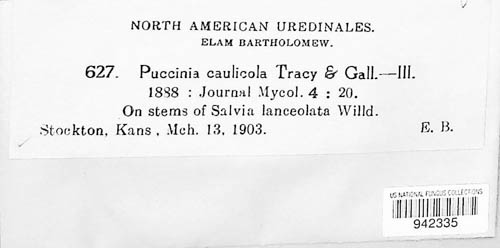 NORTH AMERICAN UREDINALES.
ELAM BARTHOLOMEW.
627. Puccinia caulicola Tracy & Gall.—III.
1888 : Journal Mycol. 4 : 20.
On stems of Salvia lanceolata Willd.
Stockton, Kans., Mch. 13, 1903. E. B.
US NATIONAL FUNGUS COLLECTIONS
942335